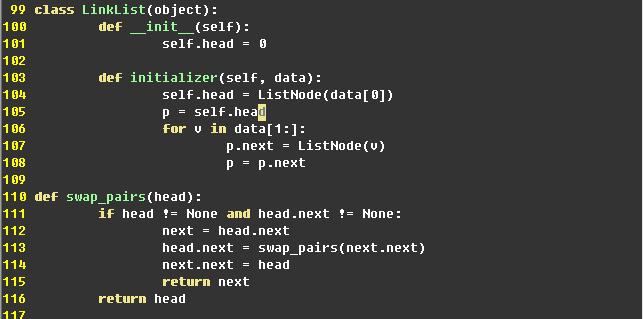 99 class LinkList(object):
100         def __init__(self):
101                 self.head = 0
102
103         def initializer(self, data):
104                 self.head = ListNode(data[0])
105                 p = self.head
106                 for v in data[1:]:
107                         p.next = ListNode(v)
108                         p = p.next
109
110 def swap_pairs(head):
111         if head != None and head.next != None:
112                 next = head.next
113                 head.next = swap_pairs(next.next)
114                 next.next = head
115                 return next
116         return head
117